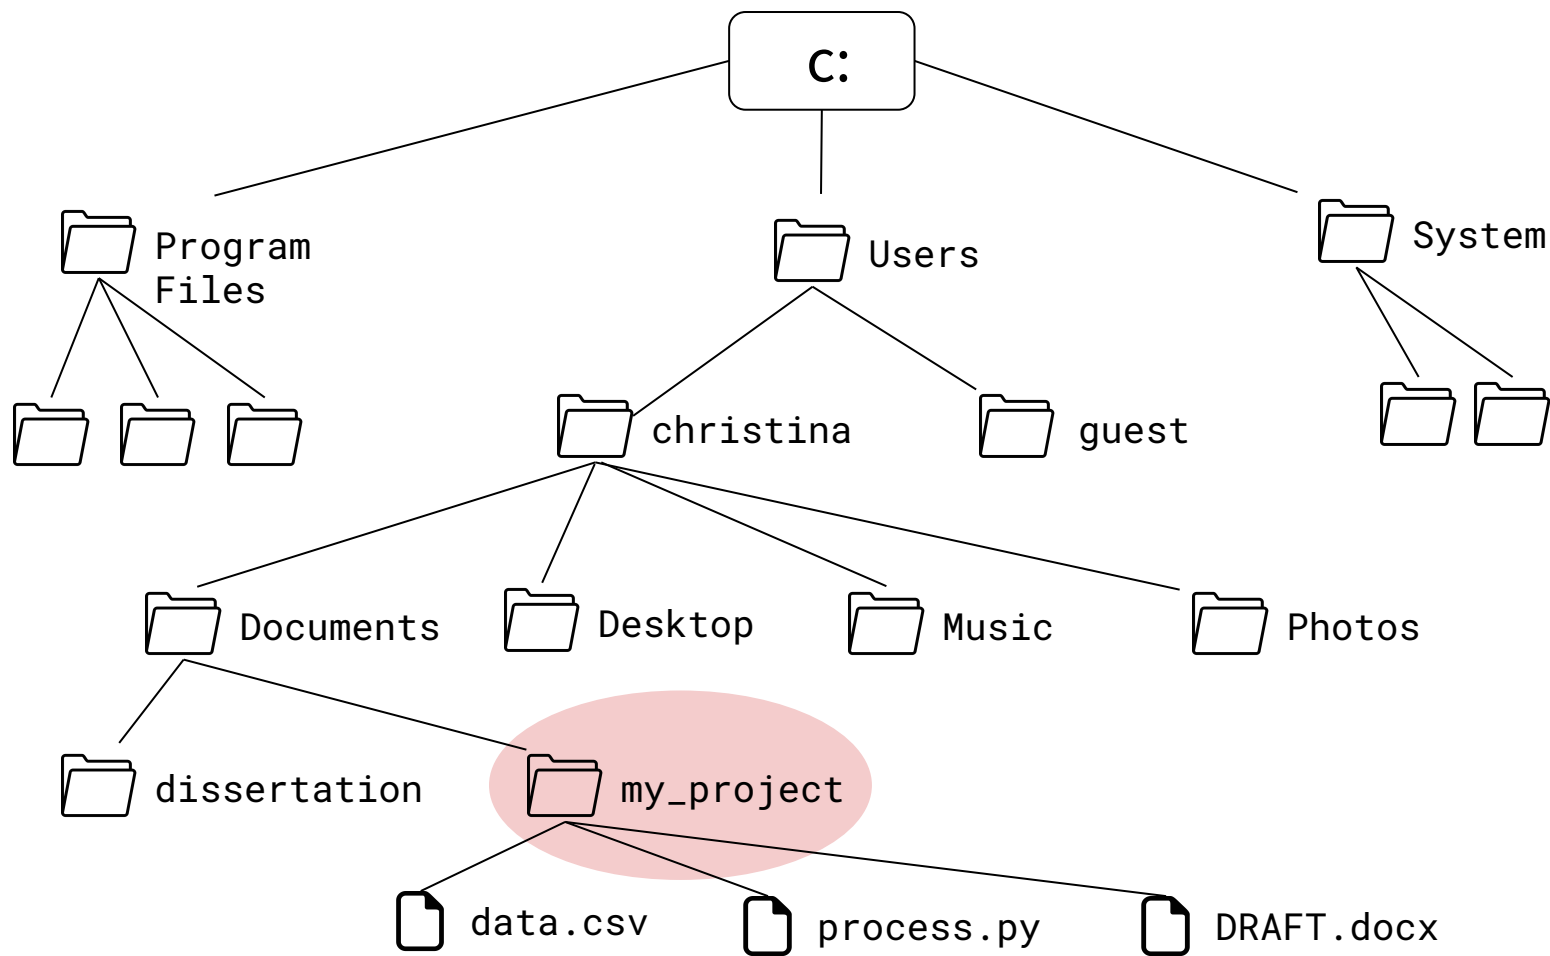 C:
Program
Files
Users
System
christina
guest
Documents
Desktop
Music
Photos
dissertation
my_project
data.csv
process.py
DRAFT.docx